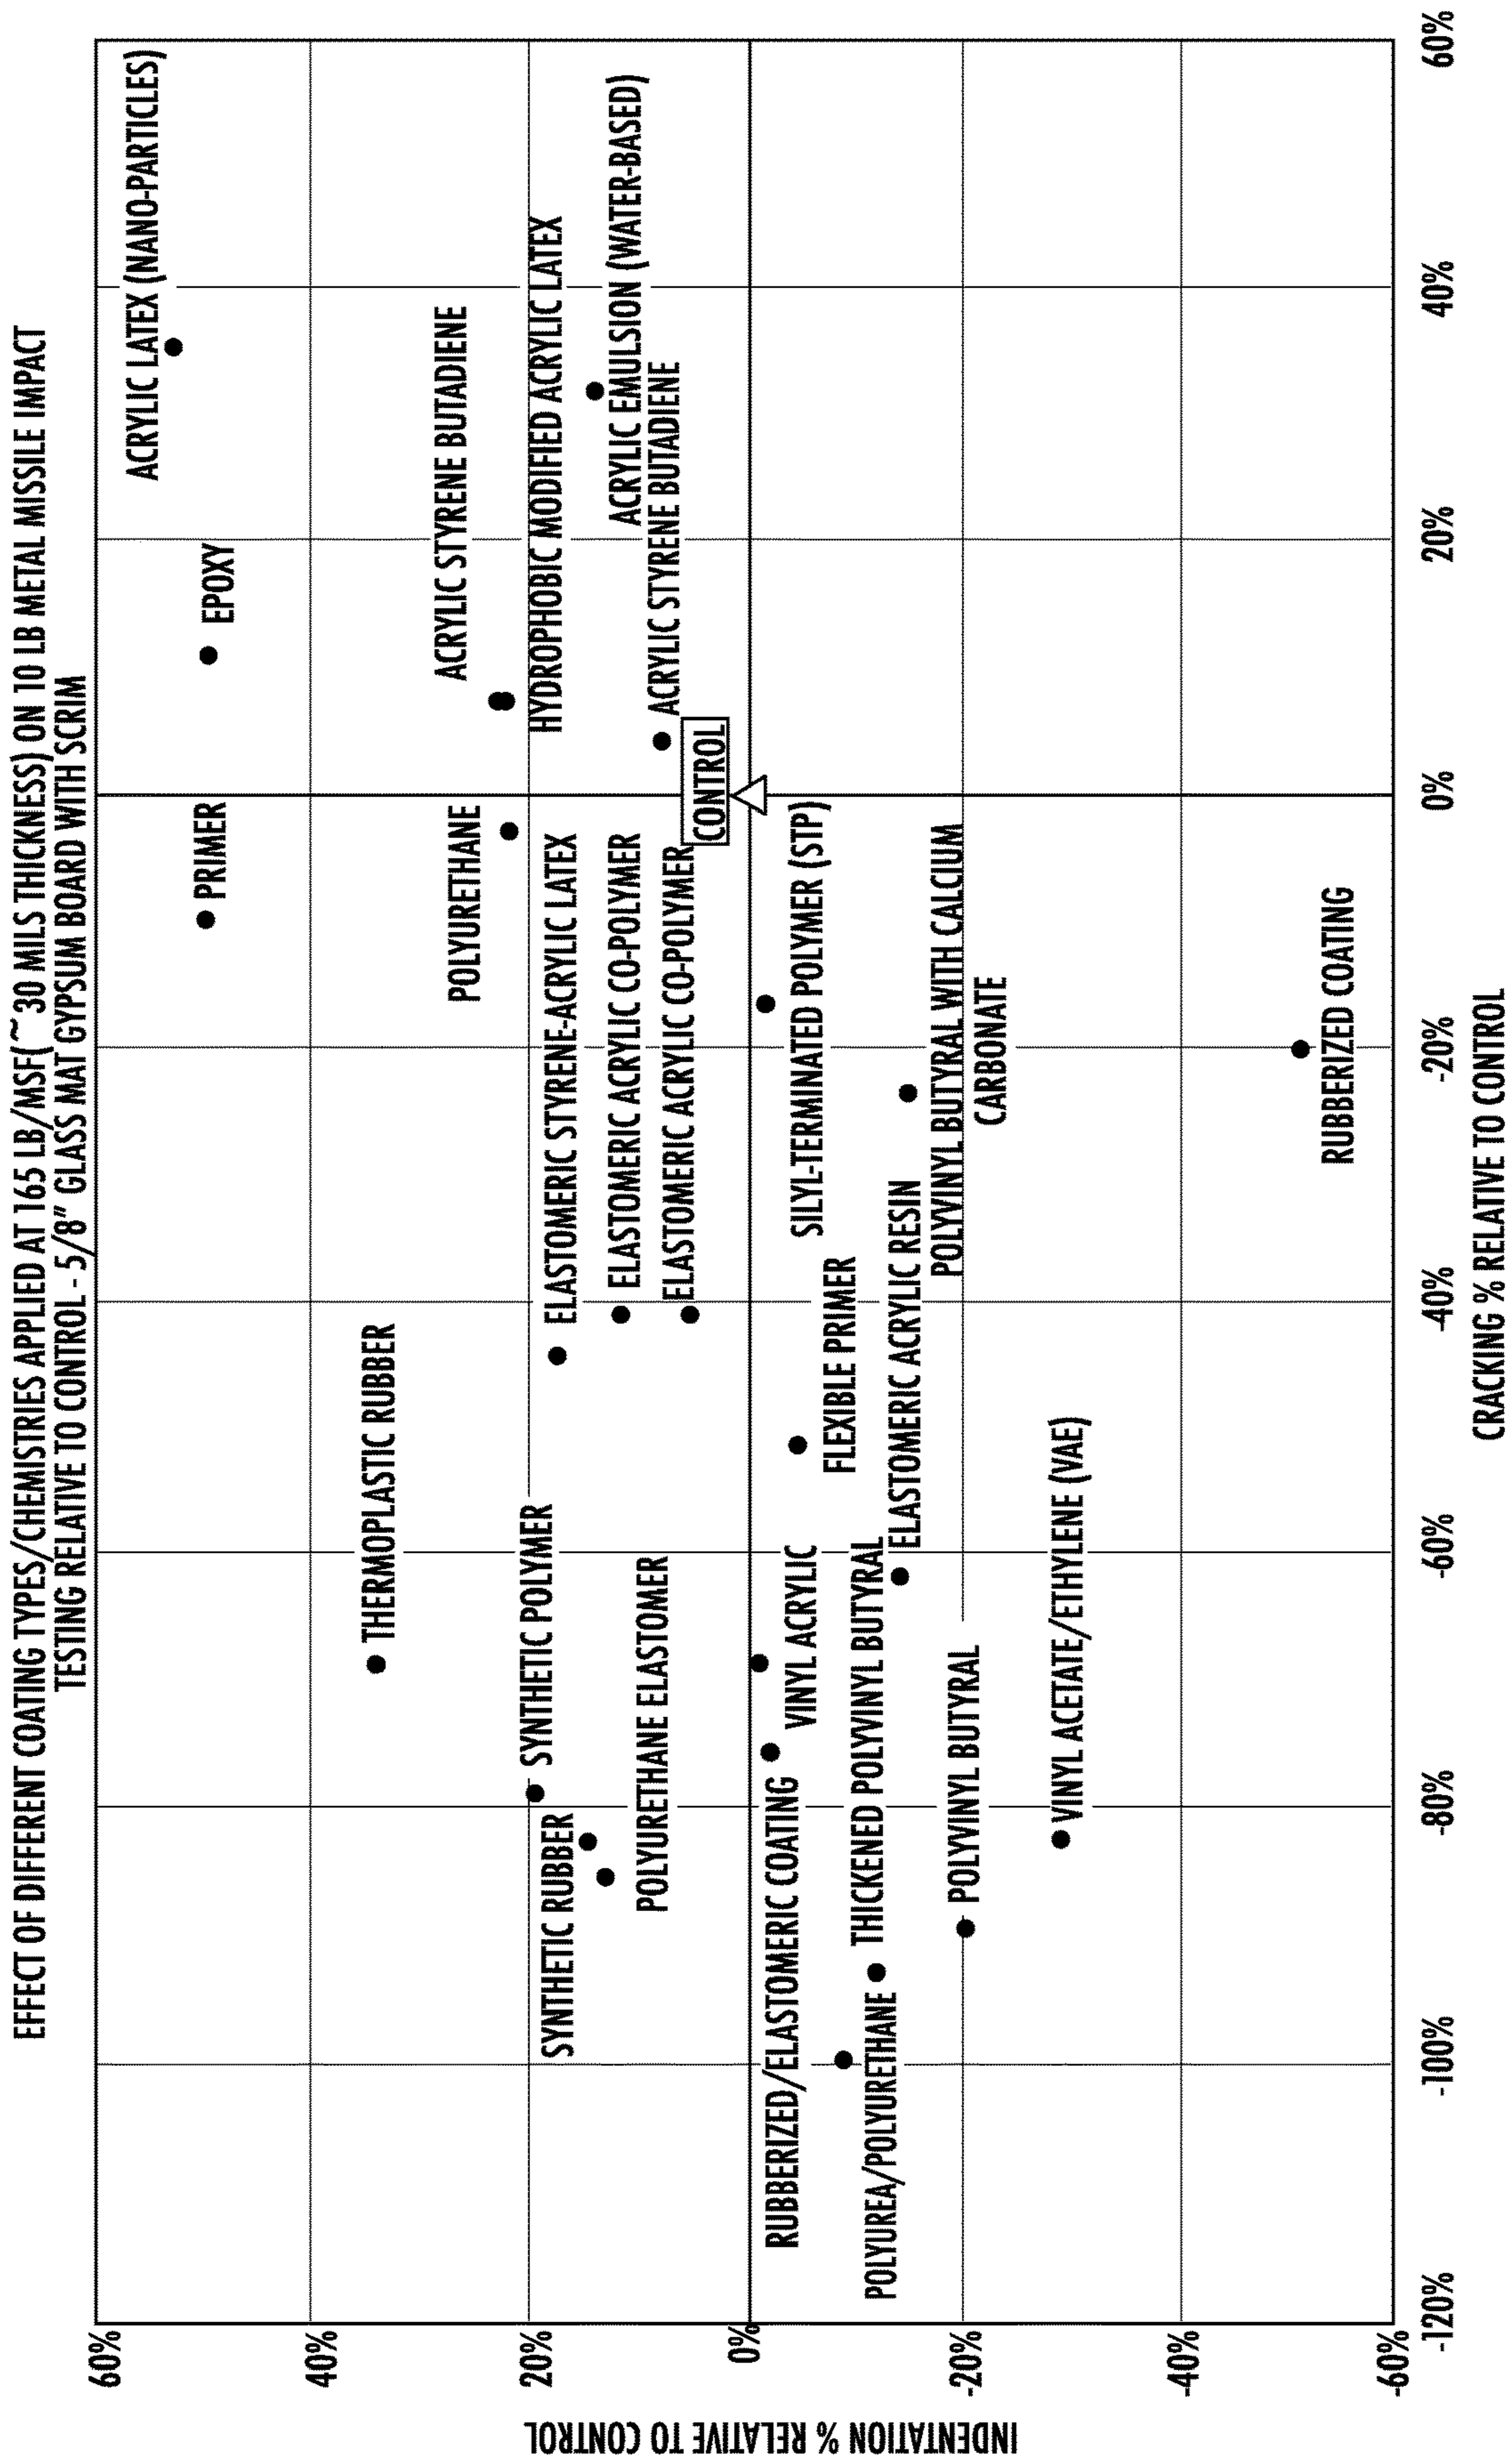 EFFECT OF DIFFERENT COATING TYPES/CHEMISTRIES APPLIED AT 165 LB/MSF(~ 30 MILS THICKNESS) ON 10 LB METAL MISSILE IMPACT
TESTING RELATIVE TO CONTROL - 5/8" GLASS MAT GYPSUM BOARD WITH SCRIM
INDENTATION % RELATIVE TO CONTROL
60%
40%
20%
0%
-20%
-40%
-60%
ACRYLIC LATEX (NANO-PARTICLES)
PRIMER
EPOXY
THERMOPLASTIC RUBBER
POLYURETHANE
ACRYLIC STYRENE BUTADIENE
SYNTHETIC POLYMER
HYDROPHOBIC MODIFIED ACRYLIC LATEX
SYNTHETIC RUBBER
ELASTOMERIC STYRENE-ACRYLIC LATEX
ELASTOMERIC ACRYLIC CO-POLYMER
ACRYLIC EMULSION (WATER-BASED)
POLYURETHANE ELASTOMER
ELASTOMERIC ACRYLIC CO-POLYMER
ACRYLIC STYRENE BUTADIENE
CONTROL
RUBBERIZED/ELASTOMERIC COATING
VINYL ACRYLIC
SILYL-TERMINATED POLYMER (STP)
FLEXIBLE PRIMER
THICKENED POLYVINYL BUTYRAL
POLYUREA/POLYURETHANE
ELASTOMERIC ACRYLIC RESIN
POLYVINYL BUTYRAL WITH CALCIUM
CARBONATE
POLYVINYL BUTYRAL
VINYL ACETATE/ETHYLENE (VAE)
RUBBERIZED COATING
-120%
-100%
-80%
-60%
-40%
-20%
0%
20%
40%
60%
CRACKING % RELATIVE TO CONTROL